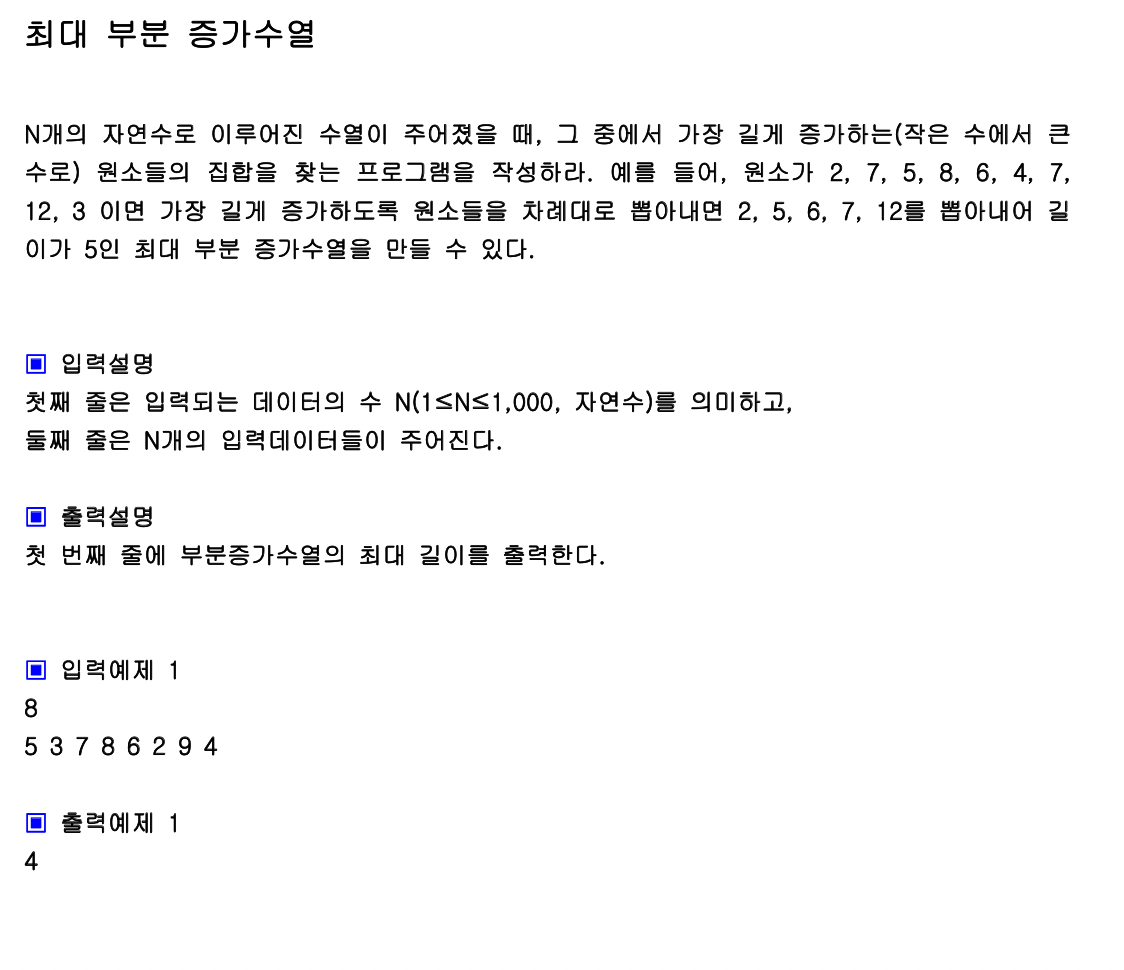 최대 부분 증가수열
N개의 자연수로 이루어진 수열이 주어졌을 때, 그 중에서 가장 길게 증가하는(작은 수에서 큰
수로) 원소들의 집합을 찾는 프로그램을 작성하라. 예를 들어, 원소가 2, 7, 5, 8, 6, 4, 7,
12, 3 이면 가장 길게 증가하도록 원소들을 차례대로 뽑아내면 2, 5, 6, 7, 12를 뽑아내어 길
이가 5인 최대 부분 증가수열을 만들 수 있다.
▣ 입력설명
첫째 줄은 입력되는 데이터의 수 N(1≤N≤1,000, 자연수)를 의미하고,
둘째 줄은 N개의 입력데이터들이 주어진다.
▣ 출력설명
첫 번째 줄에 부분증가수열의 최대 길이를 출력한다.
▣ 입력예제 1
8
5 3 7 8 6 2 9 4
▣ 출력예제 1
4